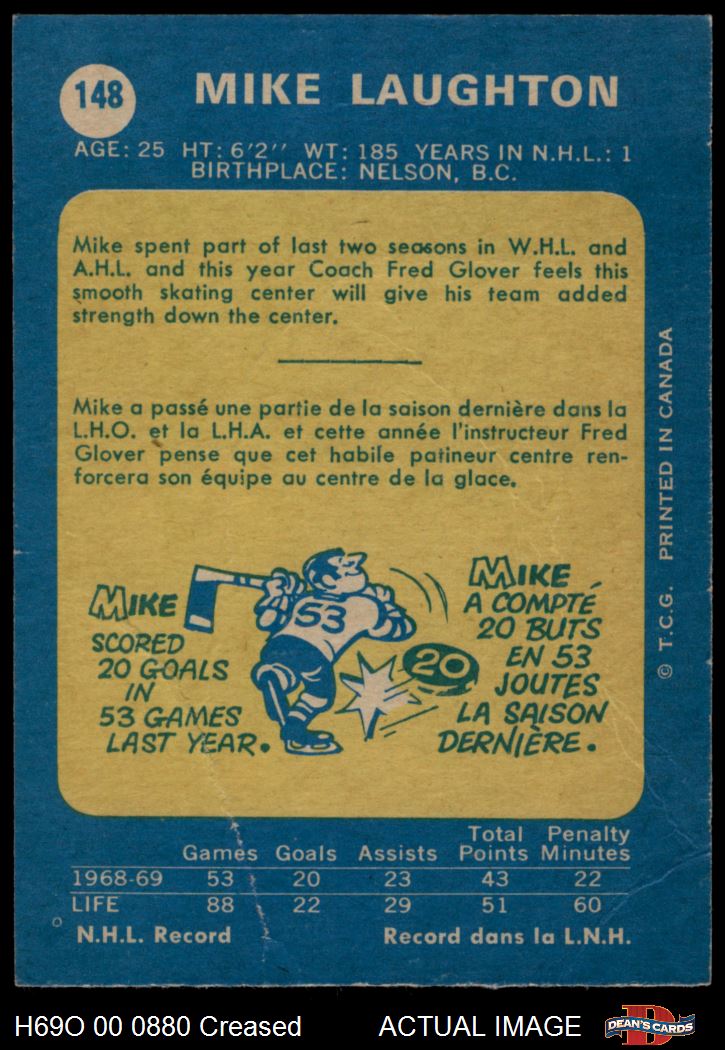 148
MIKE LAUGHTON
AGE: 25 HT: 6'2'' WT: 185 YEARS IN N.H.L.: 1
BIRTHPLACE: NELSON, B.C.
Mike spent part of last two seasons in W.H.L. and
A.H.L. and this year Coach Fred Glover feels this
smooth skating center will give his team added
strength down the center.
Mike a passé une partie de la saison dernière dans la
L.H.O. et la L.H.A. et cette année l'instructeur Fred
Glover pense que cet habile patineur centre ren-
forcera son équipe au centre de la glace.
MIKE
SCORED
20 GOALS
IN
53 GAMES
LAST YEAR.
53
20
MIKE
A COMPTÉ
20 BUTS
EN 53
JOUTES
LA SAISON
DERNIÈRE.
© T.C.G. PRINTED IN CANADA
Games Goals Assists Total Points Penalty Minutes
1968-69 53 20 23 43 22
LIFE 88 22 29 51 60
N.H.L. Record Record dans la L.N.H.
H69O 00 0880 Creased ACTUAL IMAGE
D
DEAN'S CARDS